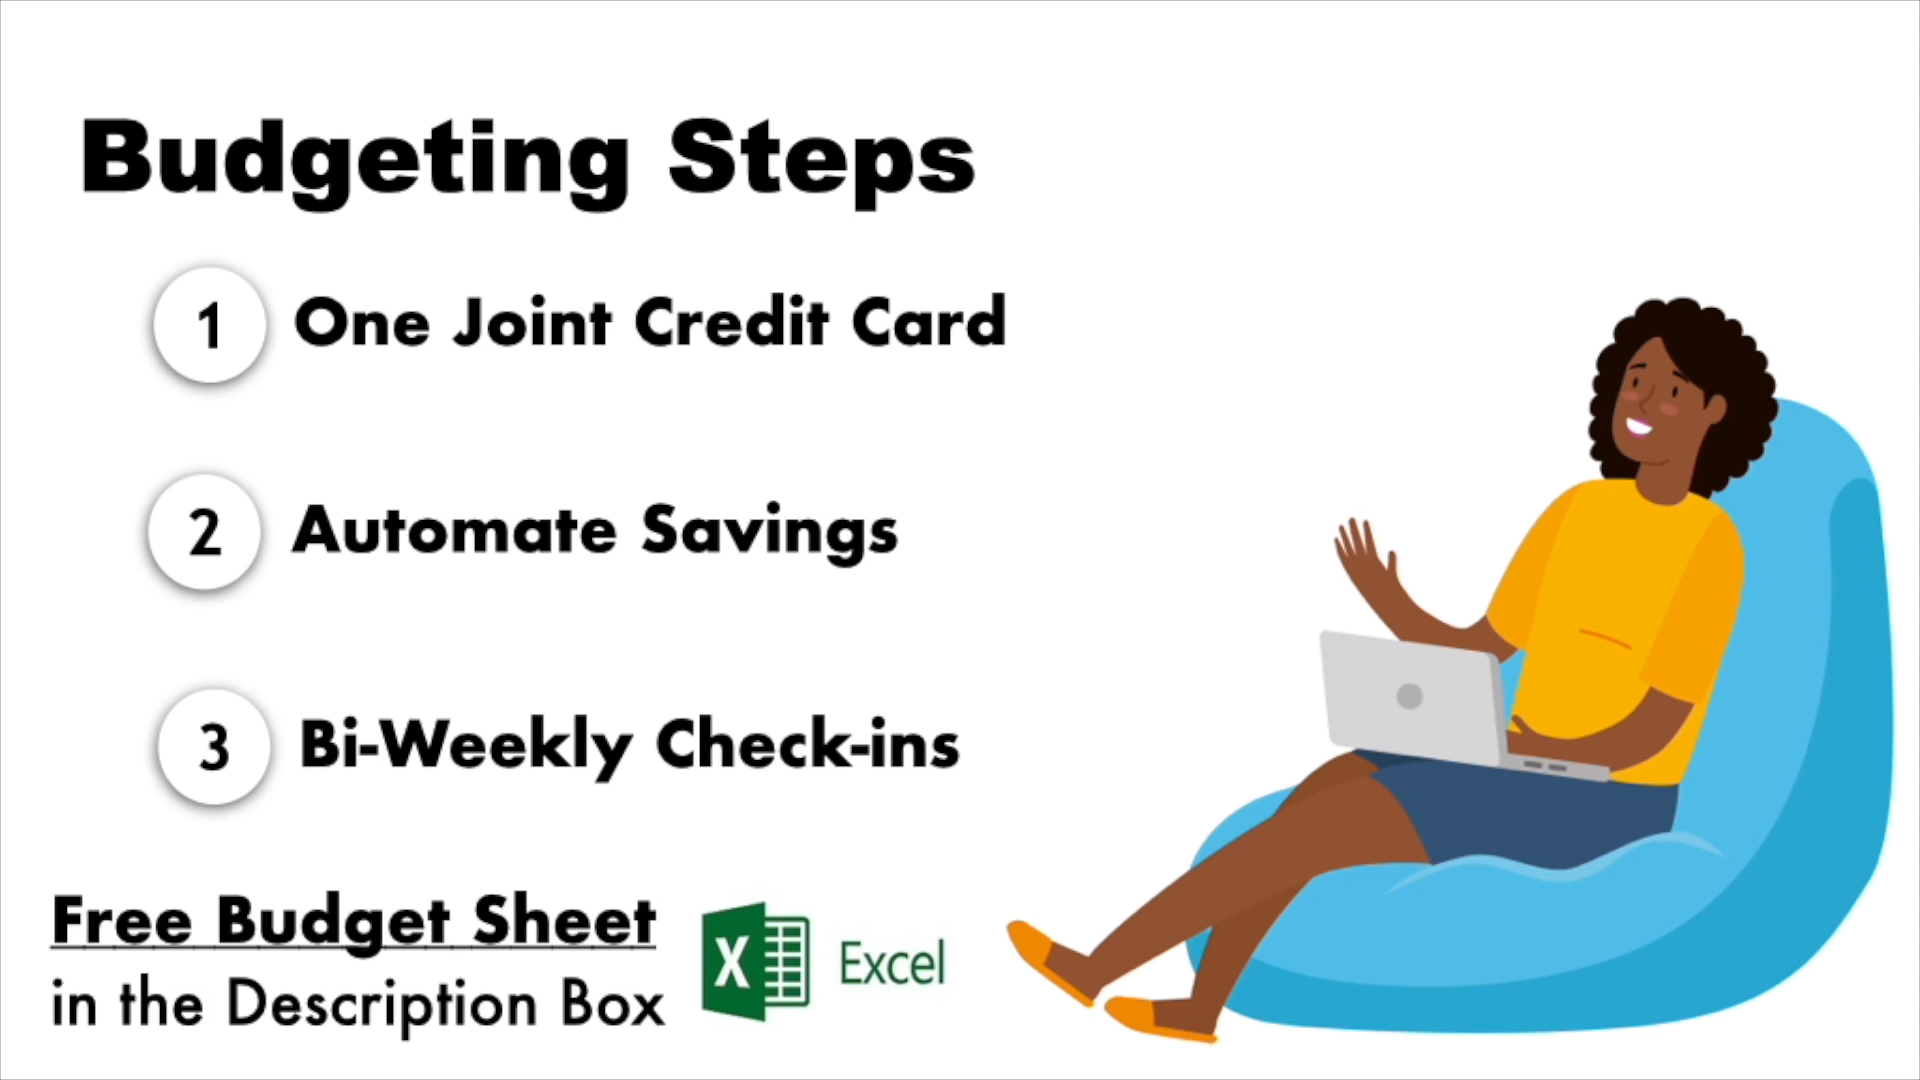 Budgeting Steps
1 One Joint Credit Card
2 Automate Savings
3 Bi-Weekly Check-ins
Free Budget Sheet
in the Description Box
X Excel